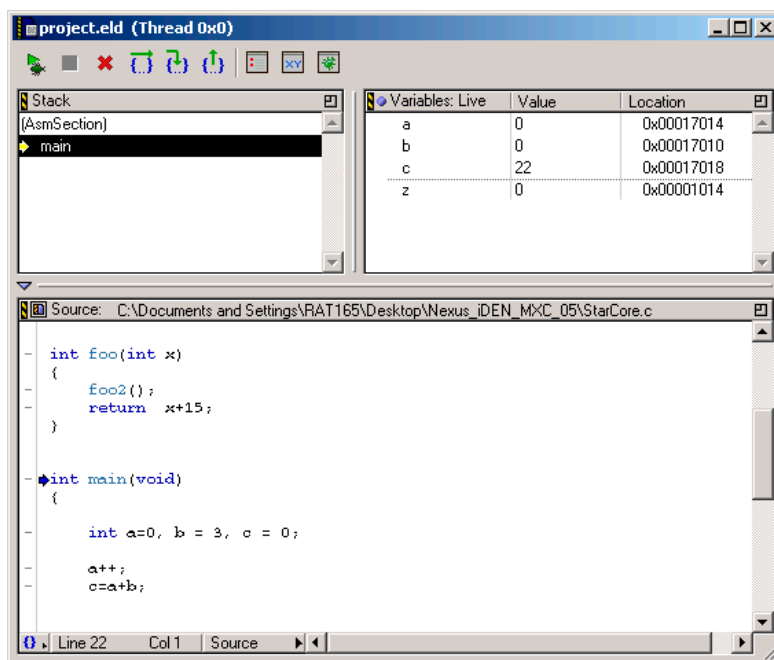 project.eld (Thread 0x0)
XY
Stack
(AsmSection)
main
Variables: Live Value Location
a 0 0x00017014
b 0 0x00017010
c 22 0x00017018
z 0 0x00001014
Source: C:\Documents and Settings\RAT165\Desktop\Nexus_iDEN_MXC_05\StarCore.c
int foo(int x)
{
foo2();
return x+15;
}
int main(void)
{
int a=0, b = 3, c = 0;
a++;
c=a+b;
Line 22 Col 1 Source